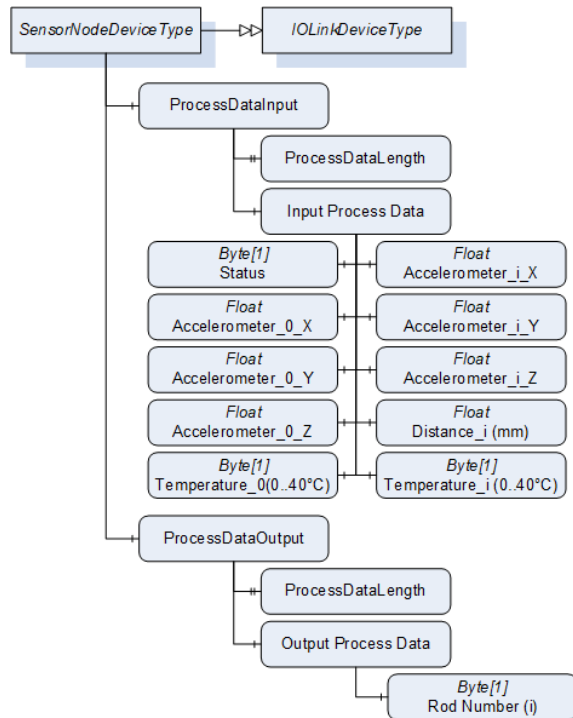 SensorNodeDeviceType
IOLinkDeviceType
ProcessDataInput
ProcessDataLength
Input Process Data
Byte[1]
Status
Float
Accelerometer_i_X
Float
Accelerometer_0_X
Float
Accelerometer_i_Y
Float
Accelerometer_0_Y
Float
Accelerometer_i_Z
Float
Accelerometer_0_Z
Float
Distance_i (mm)
Byte[1]
Temperature_0(0..40°C)
Byte[1]
Temperature_i (0..40°C)
ProcessDataOutput
ProcessDataLength
Output Process Data
Byte[1]
Rod Number (i)